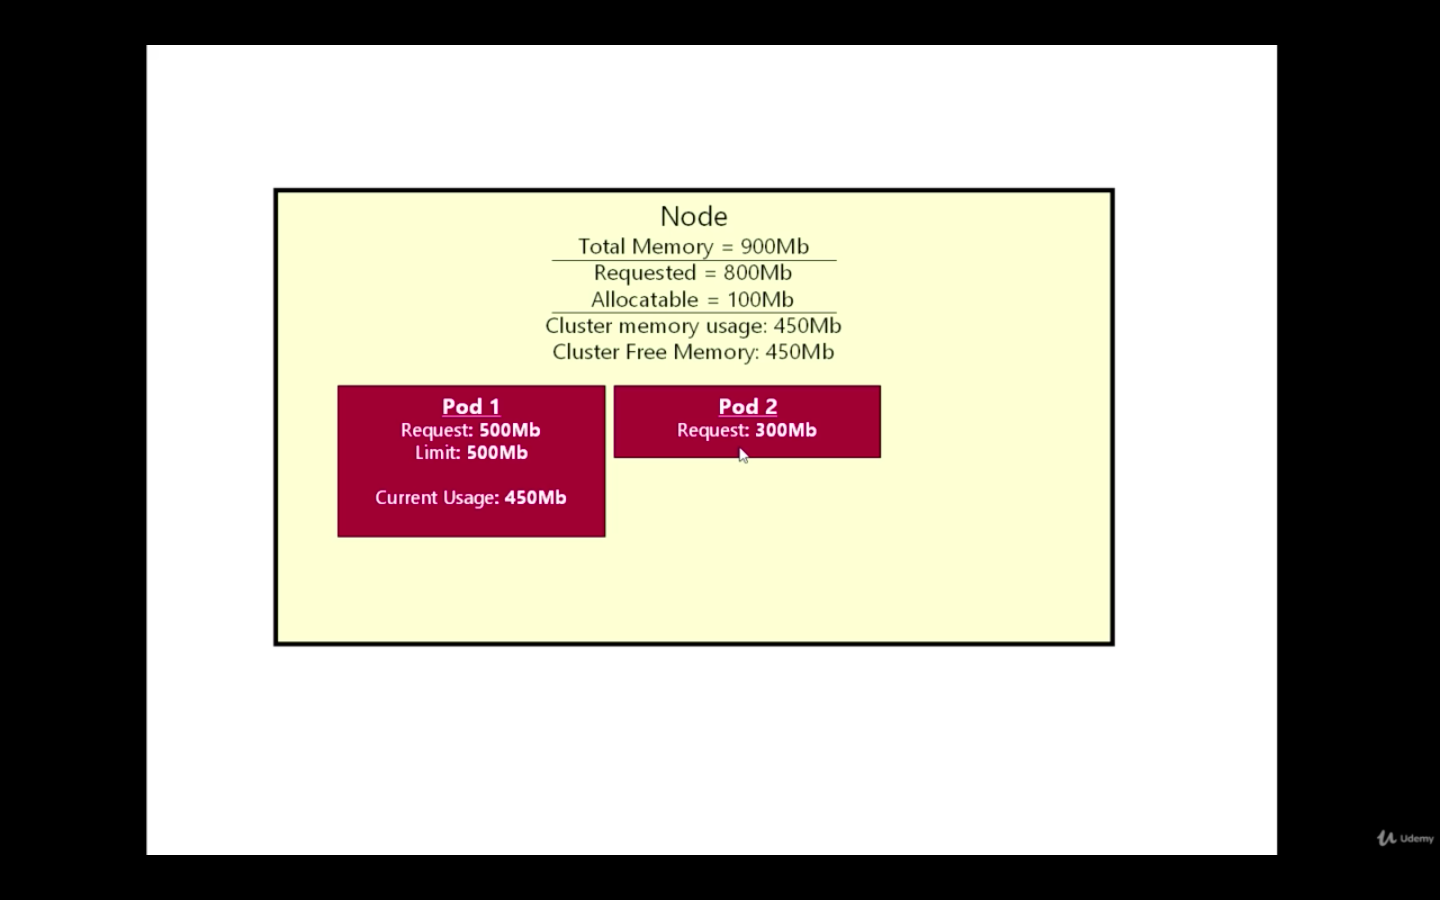 Node
Total Memory = 900Mb
Requested = 800Mb
Allocatable = 100Mb
Cluster memory usage: 450Mb
Cluster Free Memory: 450Mb
Pod 1
Request: 500Mb
Limit: 500Mb
Current Usage: 450Mb
Pod 2
Request: 300Mb
Udemy